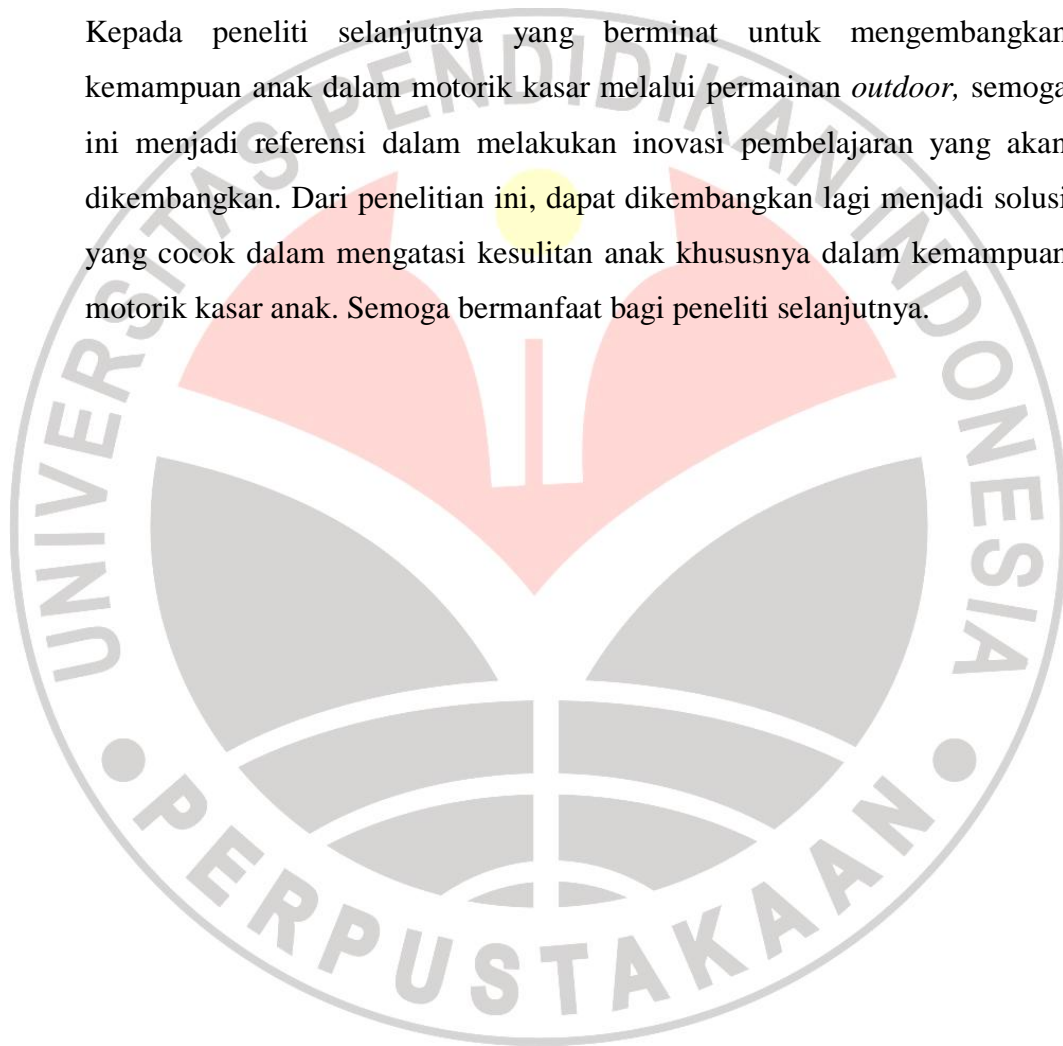 Kepada peneliti selanjutnya yang berminat untuk mengembangkan
kemampuan anak dalam motorik kasar melalui permainan outdoor, semoga
ini menjadi referensi dalam melakukan inovasi pembelajaran yang akan
dikembangkan. Dari penelitian ini, dapat dikembangkan lagi menjadi solusi
yang cocok dalam mengatasi kesulitan anak khususnya dalam kemampuan
motorik kasar anak. Semoga bermanfaat bagi peneliti selanjutnya.
UNIVERSITAS PENDIDIKAN INDONESIA
PERPUSTAKAAN